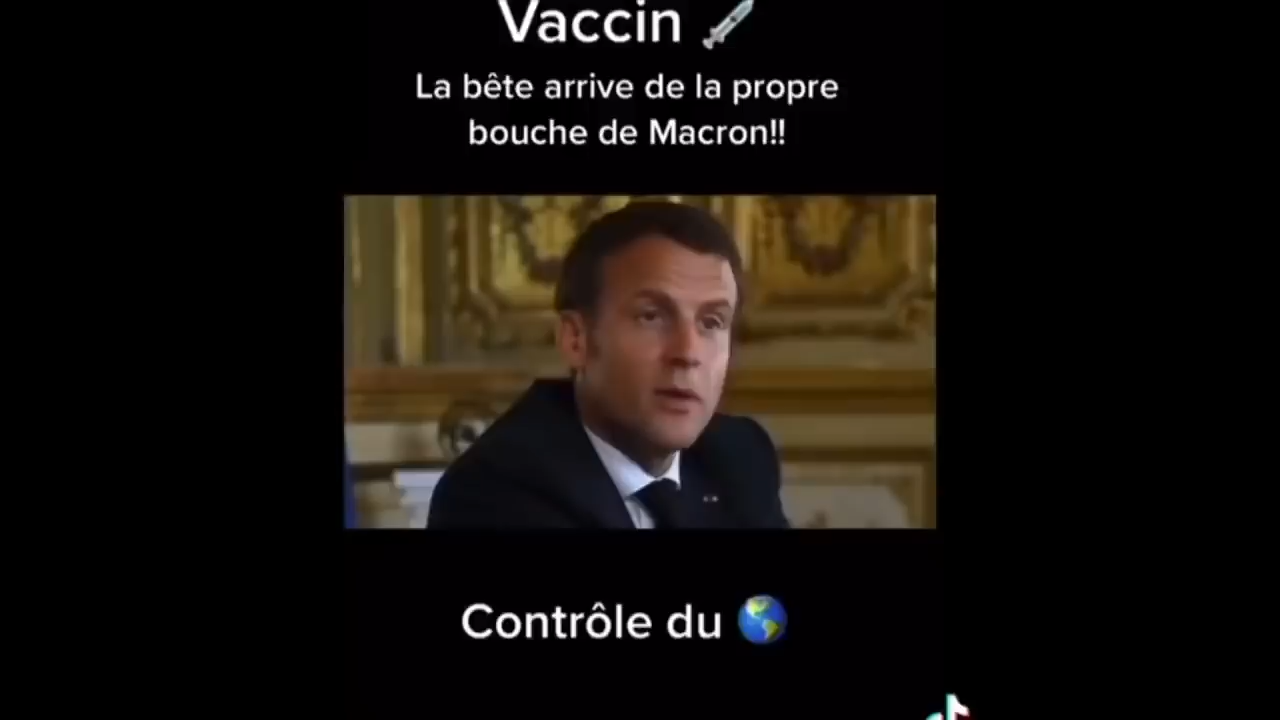 Vaccin 💉
La bête arrive de la propre
bouche de Macron!!
Contrôle du 🌎